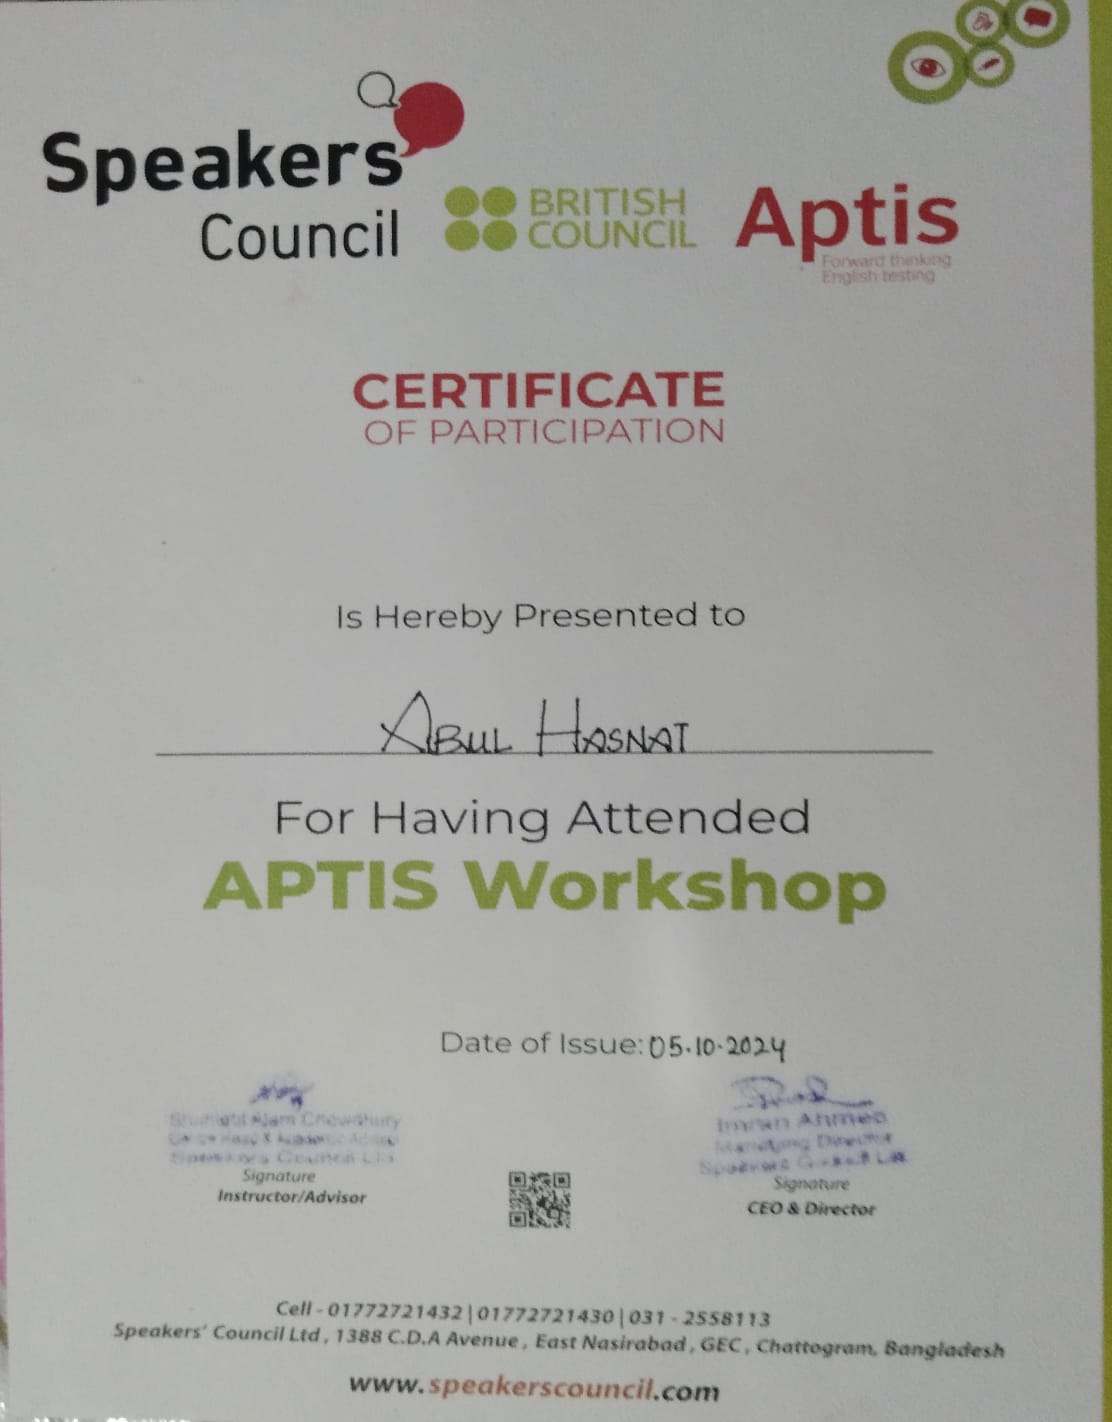 Speakers
Council
BRITISH
COUNCIL
Aptis
Forward thinking
English testing
CERTIFICATE
OF PARTICIPATION
Is Hereby Presented to
ABUL HASNAT
For Having Attended
APTIS Workshop
Date of Issue: 05.10.2024
Alam Chowdhury
Speakers Council Ltd
Signature
Instructor/Advisor
Imran Ahmed
Managing Director
Speakers Council Ltd.
Signature
CEO & Director
Cell - 01772721432 | 01772721430 | 031 - 2558113
Speakers' Council Ltd , 1388 C.D.A Avenue , East Nasirabad , GEC , Chattogram, Bangladesh
www.speakerscouncil.com